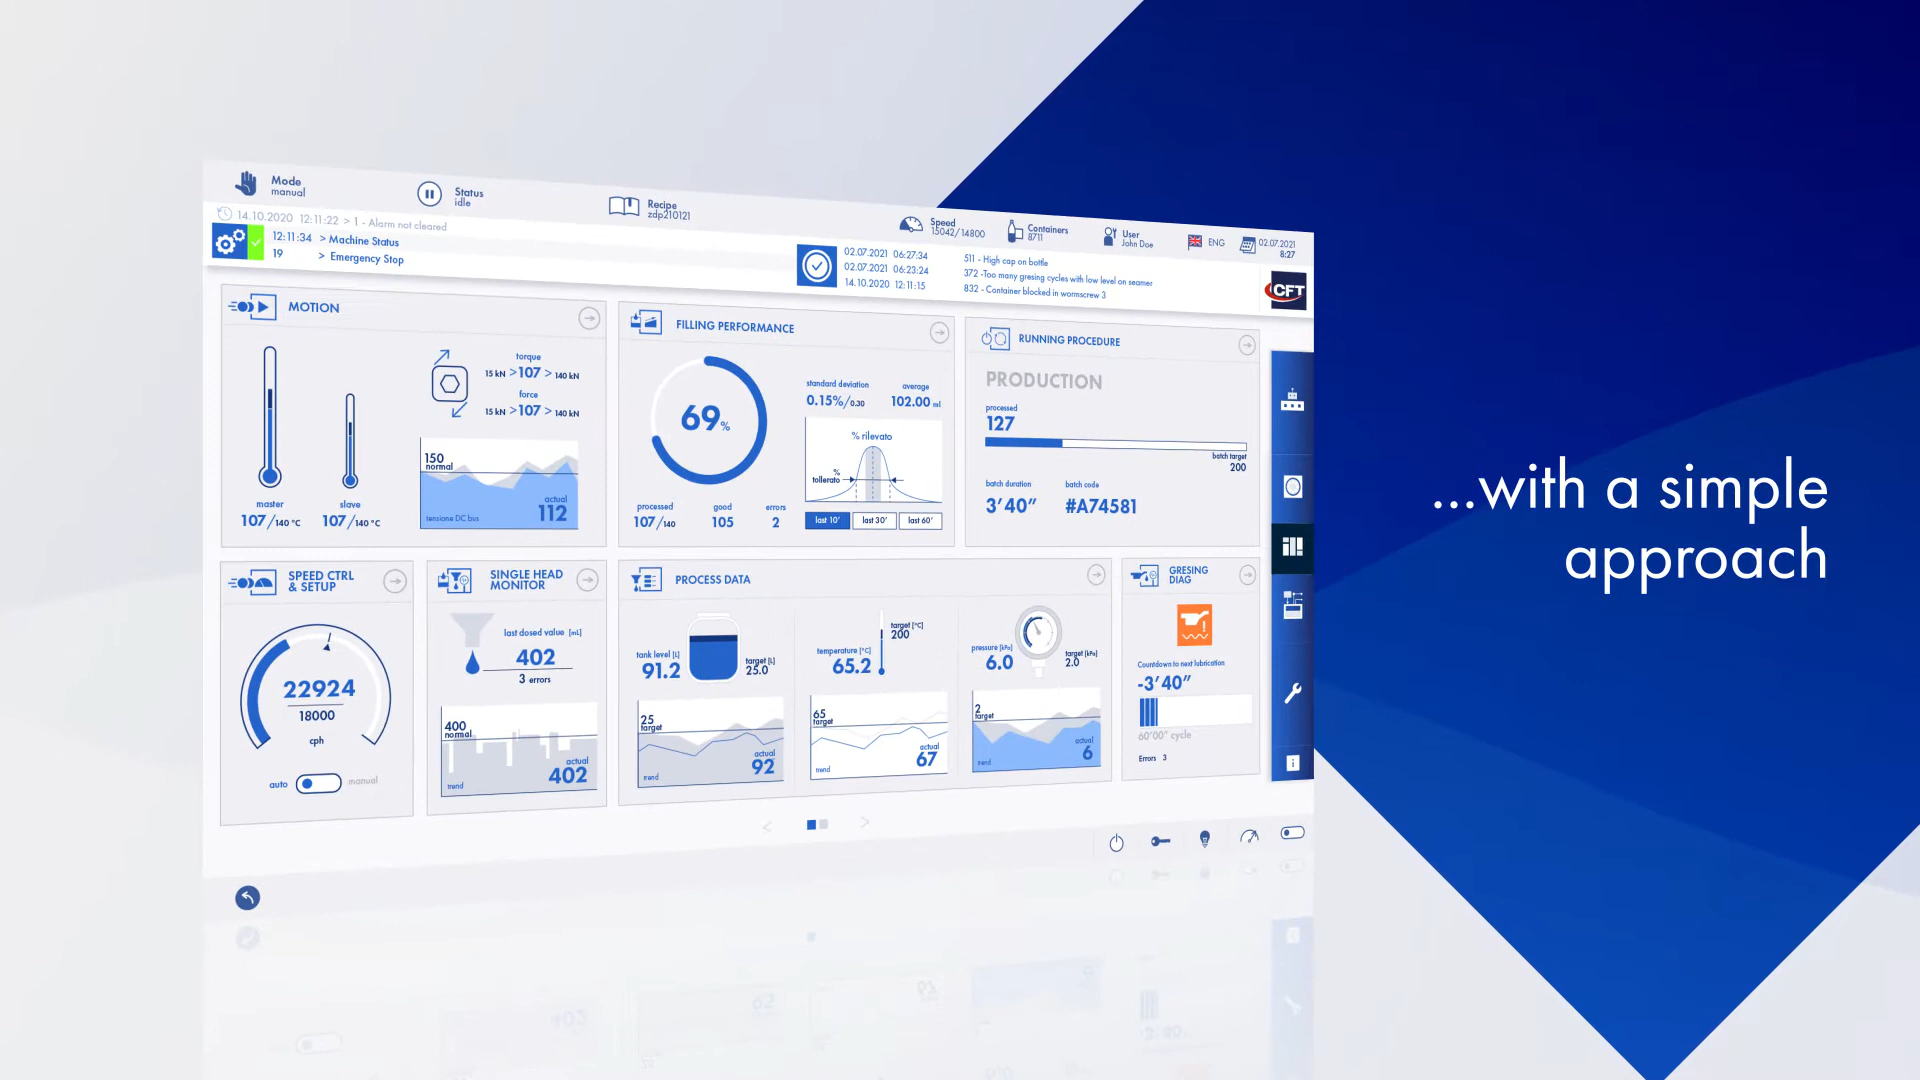 Mode
manual
Status
idle
Recipe
zdp210121
Speed
15042/14800
Containers
8711
User
John Doe
ENG
02.07.2021
8:27
14.10.2020 12:11:22 > 1 - Alarm not cleared
12:11:34 > Machine Status
19 > Emergency Stop
02.07.2021 06:27:34
02.07.2021 06:23:24
14.10.2020 12:11:15
511 - High cap on bottle
372 -Too many gresing cycles with low level on seamer
832 - Container blocked in wormscrew 3
CFT
MOTION
torque
15 kN >107 > 140 kN
force
15 kN >107 > 140 kN
master
107/140 °C
slave
107/140 °C
150
normal
actual
112
tensione DC bus
FILLING PERFORMANCE
69%
standard deviation
0.15%/0.30
average
102.00 ml
% rilevato
%
tollerato
processed
107/140
good
105
errors
2
last 10'
last 30'
last 60'
RUNNING PROCEDURE
PRODUCTION
processed
127
batch target
200
batch duration
3'40"
batch code
#A74581
...with a simple
approach
SPEED CTRL
& SETUP
22924
18000
cph
auto
manual
SINGLE HEAD
MONITOR
last dosed value [mL]
402
3 errors
400
normal
actual
402
trend
PROCESS DATA
tank level [L]
91.2
target [L]
25.0
25
target
actual
92
trend
temperature [°C]
65.2
target [°C]
200
65
target
actual
67
trend
pressure [kPa]
6.0
target [kPa]
2.0
2
target
actual
6
trend
GRESING
DIAG
Countdown to next lubrication
-3'40"
60'00" cycle
Errors 3